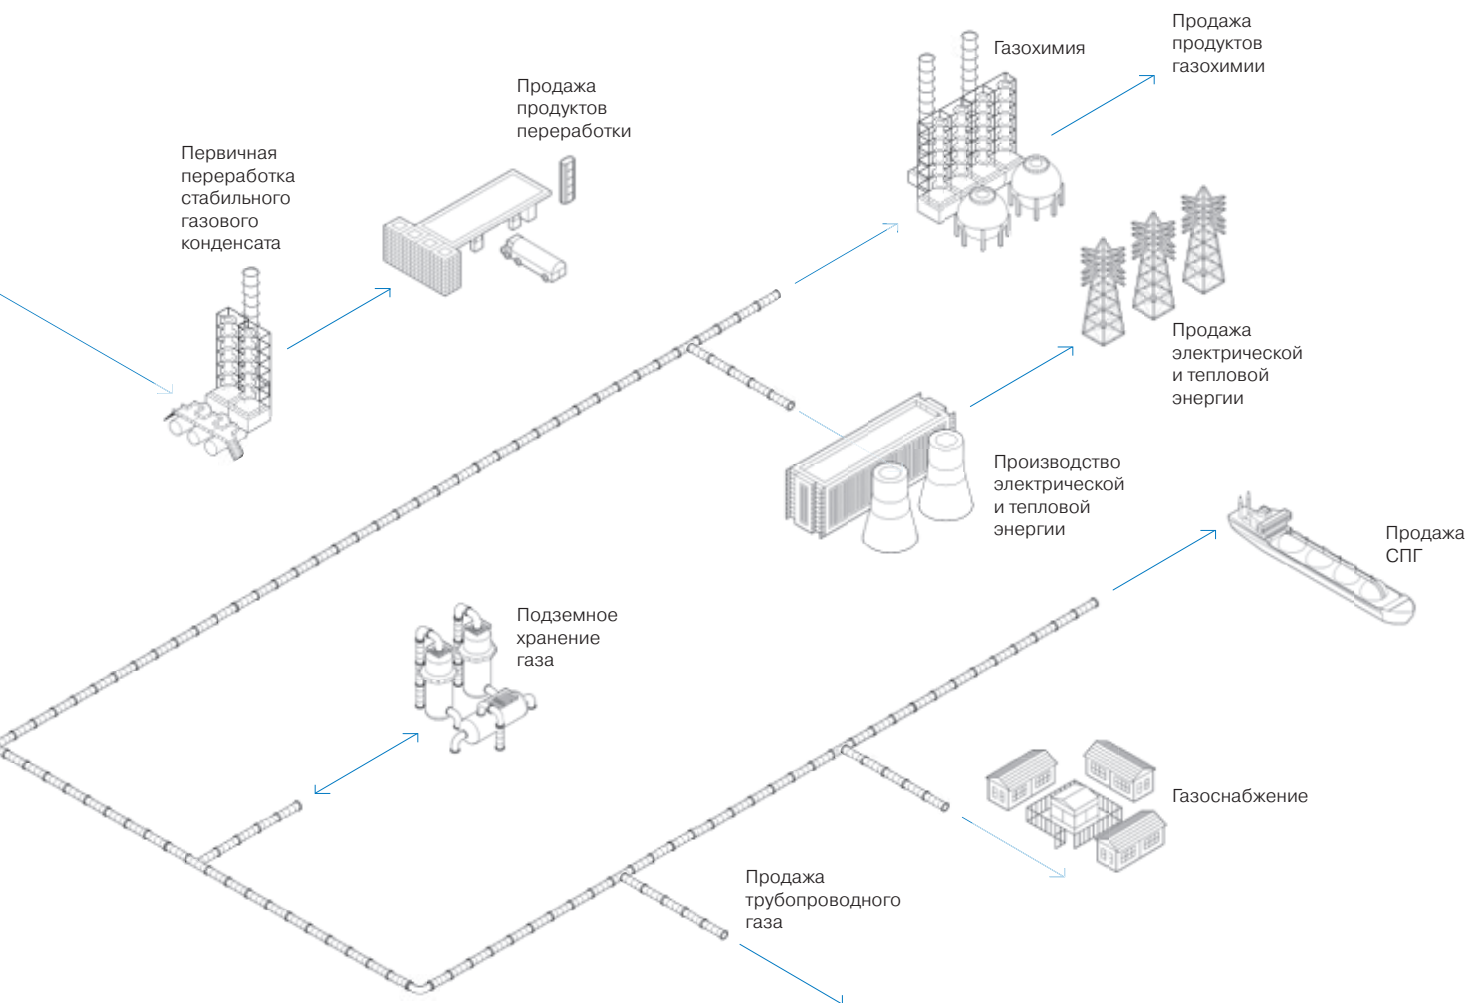 Продажа
продуктов
газохимии
Газохимия
Продажа
продуктов
переработки
Первичная
переработка
стабильного
газового
конденсата
Продажа
электрической
и тепловой
энергии
Производство
электрической
и тепловой
энергии
Продажа
СПГ
Подземное
хранение
газа
Газоснабжение
Продажа
трубопроводного
газа